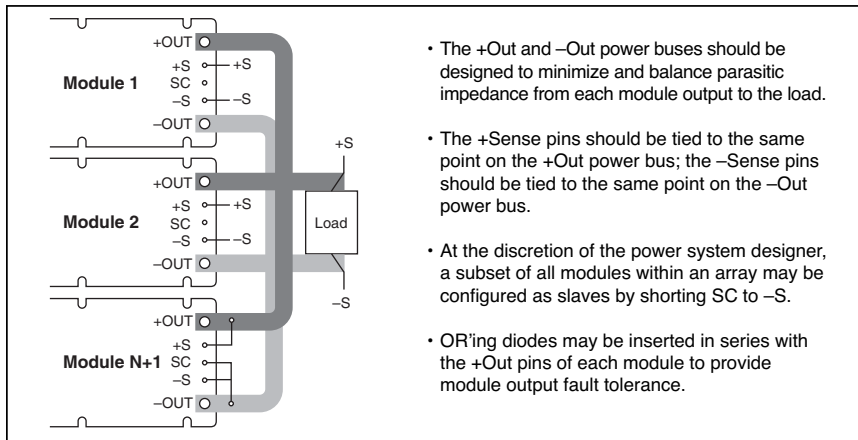 +OUT
+S
+S
Module 1
SC
–S
–S
–OUT
+S
+OUT
+S
+S
Module 2
SC
–S
–S
–OUT
Load
–S
+OUT
+S
Module N+1
SC
–S
–OUT
• The +Out and –Out power buses should be
designed to minimize and balance parasitic
impedance from each module output to the load.
• The +Sense pins should be tied to the same
point on the +Out power bus; the –Sense pins
should be tied to the same point on the –Out
power bus.
• At the discretion of the power system designer,
a subset of all modules within an array may be
configured as slaves by shorting SC to –S.
• OR'ing diodes may be inserted in series with
the +Out pins of each module to provide
module output fault tolerance.